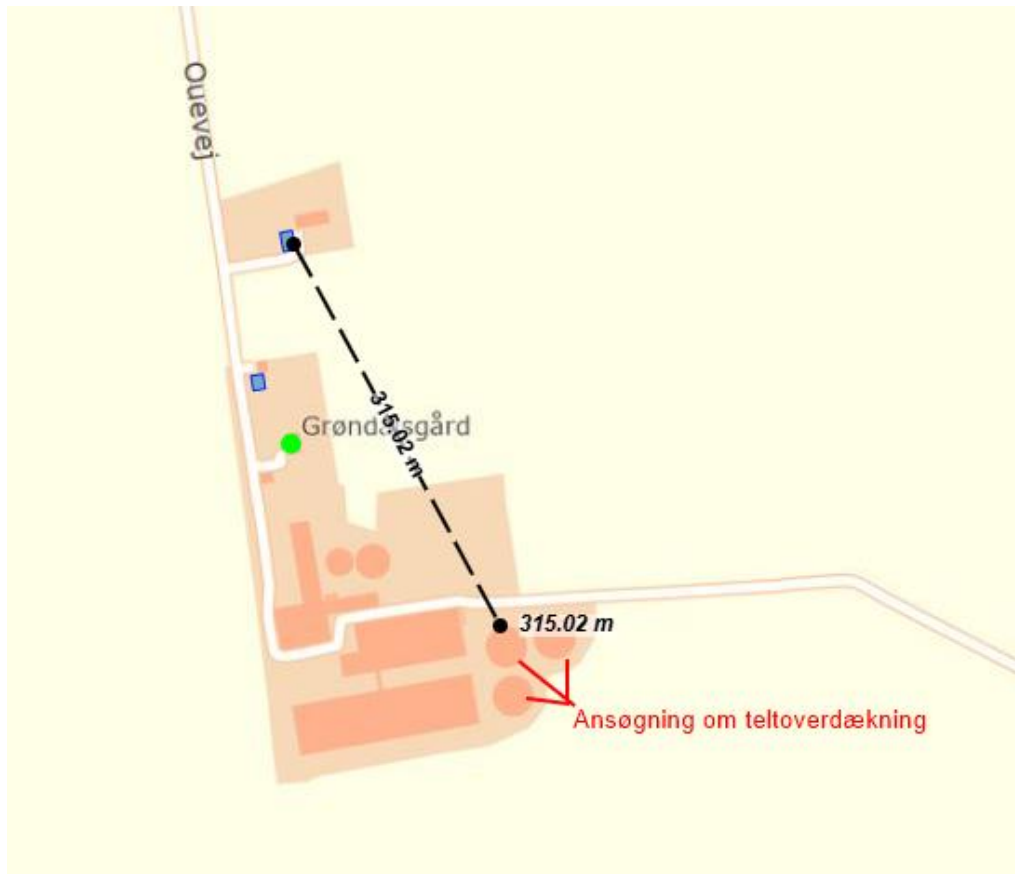 Ouevej
Grøndalsgård
315.02 m
315.02 m
Ansøgning om teltoverdækning